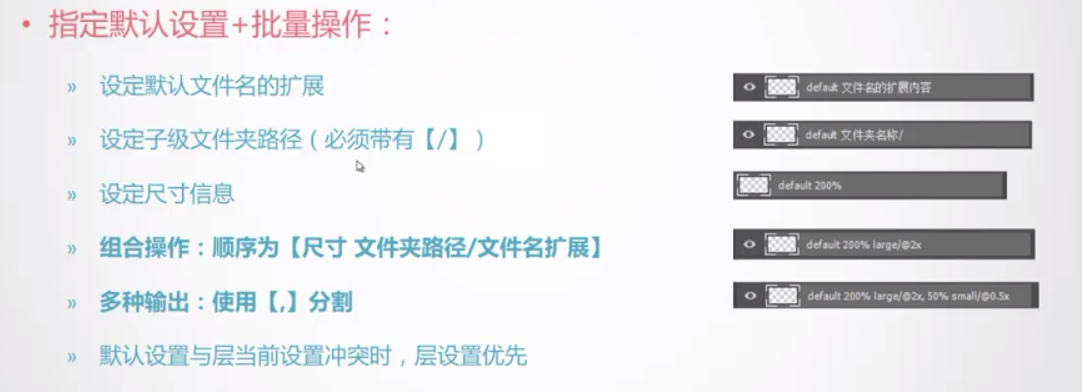 • 指定默认设置+批量操作：
» 设定默认文件名的扩展
default 文件名的扩展内容
» 设定子级文件夹路径（必须带有【/】）
default 文件夹名称/
» 设定尺寸信息
default 200%
» 组合操作：顺序为【尺寸 文件夹路径/文件名扩展】
default 200% large/@2x
» 多种输出：使用【,】分割
default 200% large/@2x, 50% small/@0.5x
» 默认设置与层当前设置冲突时，层设置优先